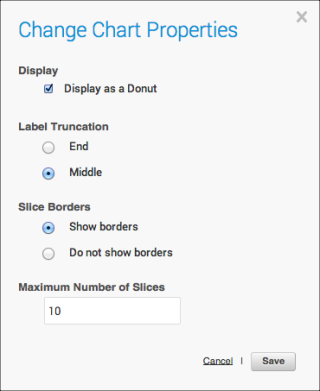 Change Chart Properties
Display
Display as a Donut
Label Truncation
End
Middle
Slice Borders
Show borders
Do not show borders
Maximum Number of Slices
10
Cancel | Save